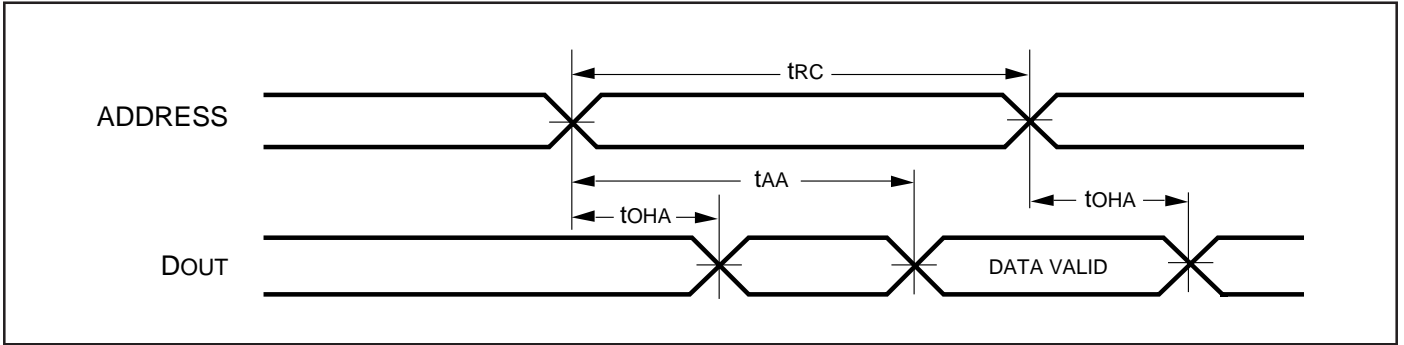 tRC
ADDRESS
tAA
tOHA
tOHA
DOUT
DATA VALID